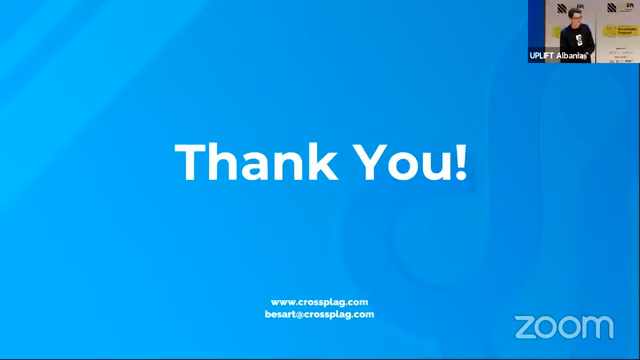 UPLIFT Albania
Thank You!
www.crossplag.com
besart@crossplag.com
zoom